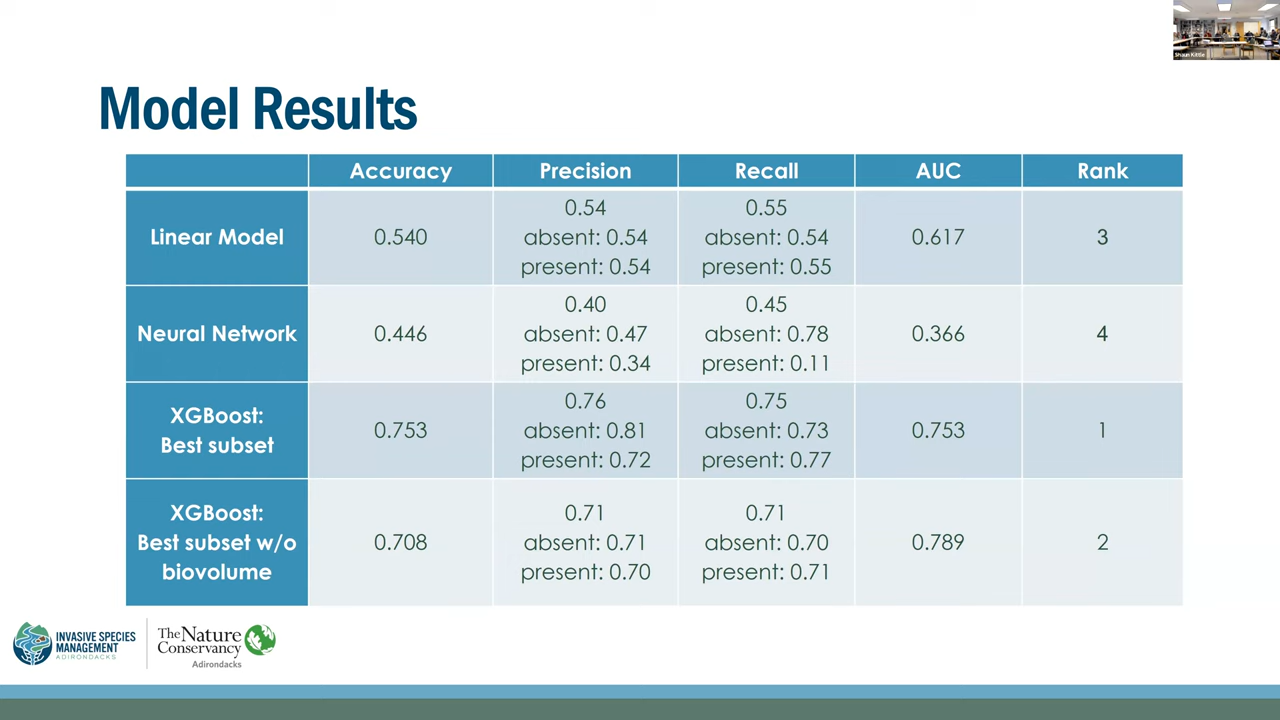 Shaun Kittle
Model Results
Accuracy Precision Recall AUC Rank
Linear Model
0.540
0.54
absent: 0.54
present: 0.54
0.55
absent: 0.54
present: 0.55
0.617
3
Neural Network
0.446
0.40
absent: 0.47
present: 0.34
0.45
absent: 0.78
present: 0.11
0.366
4
XGBoost:
Best subset
0.753
0.76
absent: 0.81
present: 0.72
0.75
absent: 0.73
present: 0.77
0.753
1
XGBoost:
Best subset w/o
biovolume
0.708
0.71
absent: 0.71
present: 0.70
0.71
absent: 0.70
present: 0.71
0.789
2
INVASIVE SPECIES
MANAGEMENT
ADIRONDACKS
The Nature
Conservancy
Adirondacks